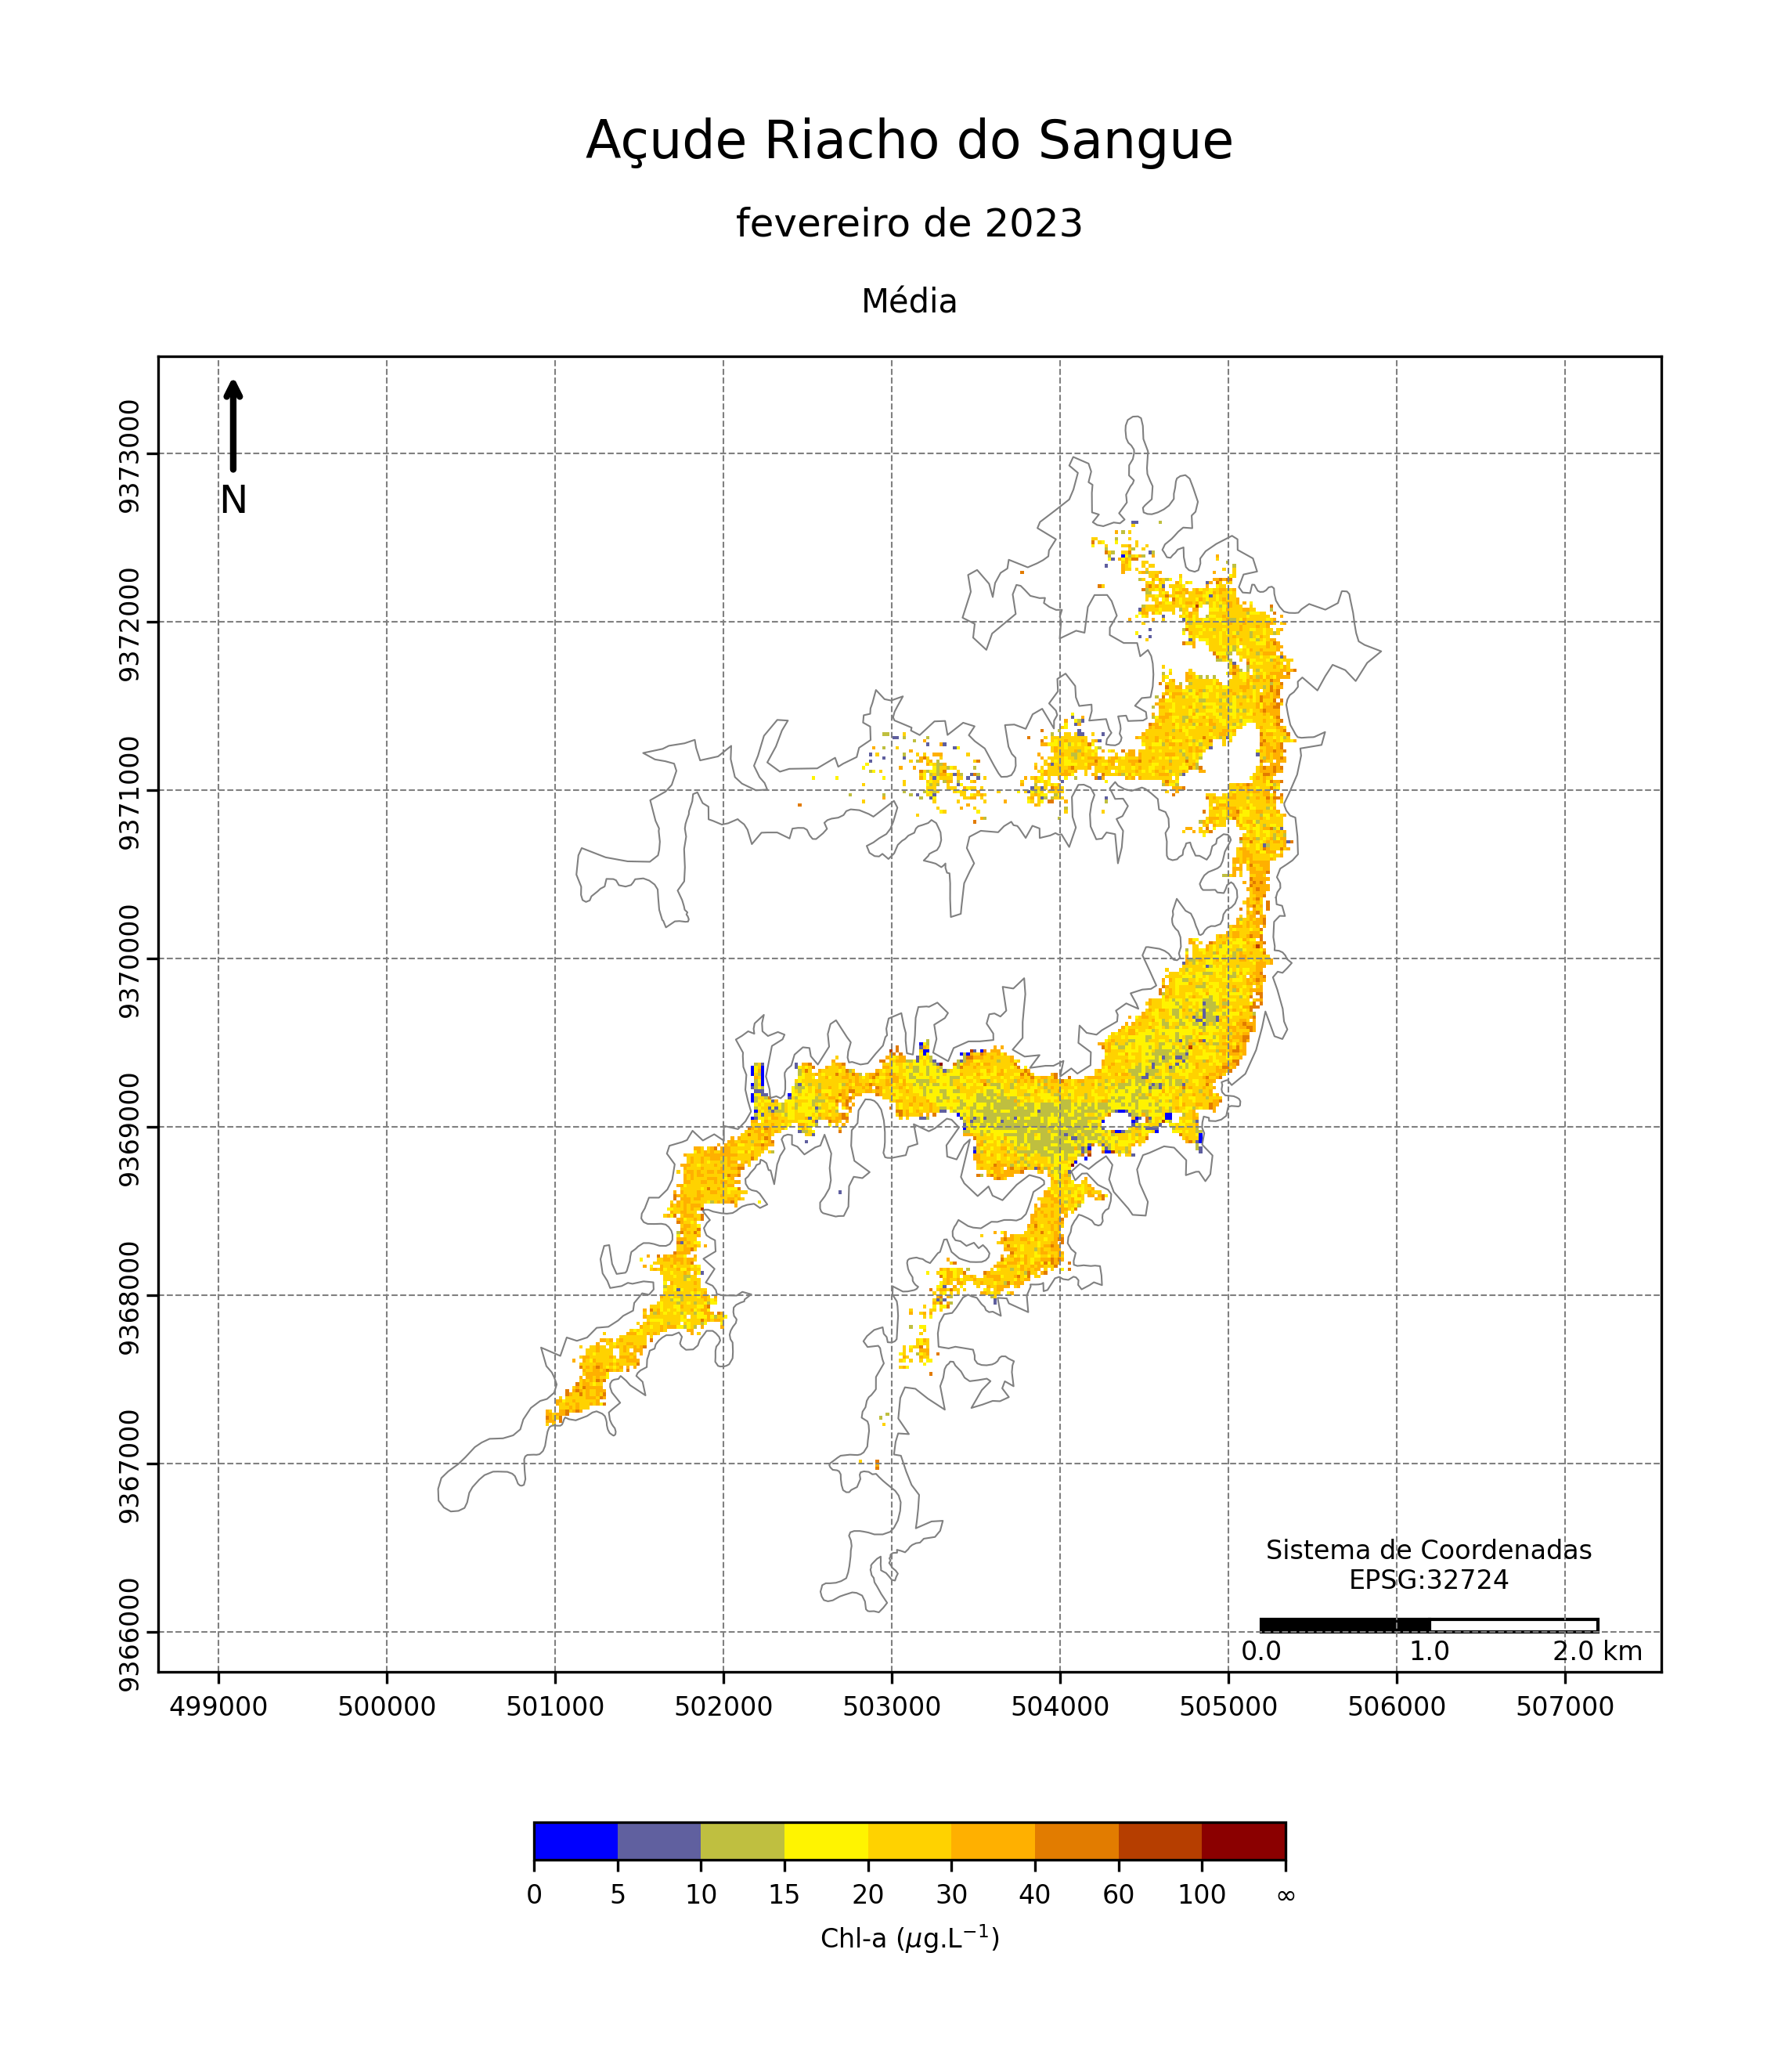 Açude Riacho do Sangue
fevereiro de 2023
Média
N
9373000
9372000
9371000
9370000
9369000
9368000
9367000
9366000
Sistema de Coordenadas
EPSG:32724
0.0 1.0 2.0 km
499000 500000 501000 502000 503000 504000 505000 506000 507000
0 5 10 15 20 30 40 60 100 ∞
Chl-a (μg.L⁻¹)